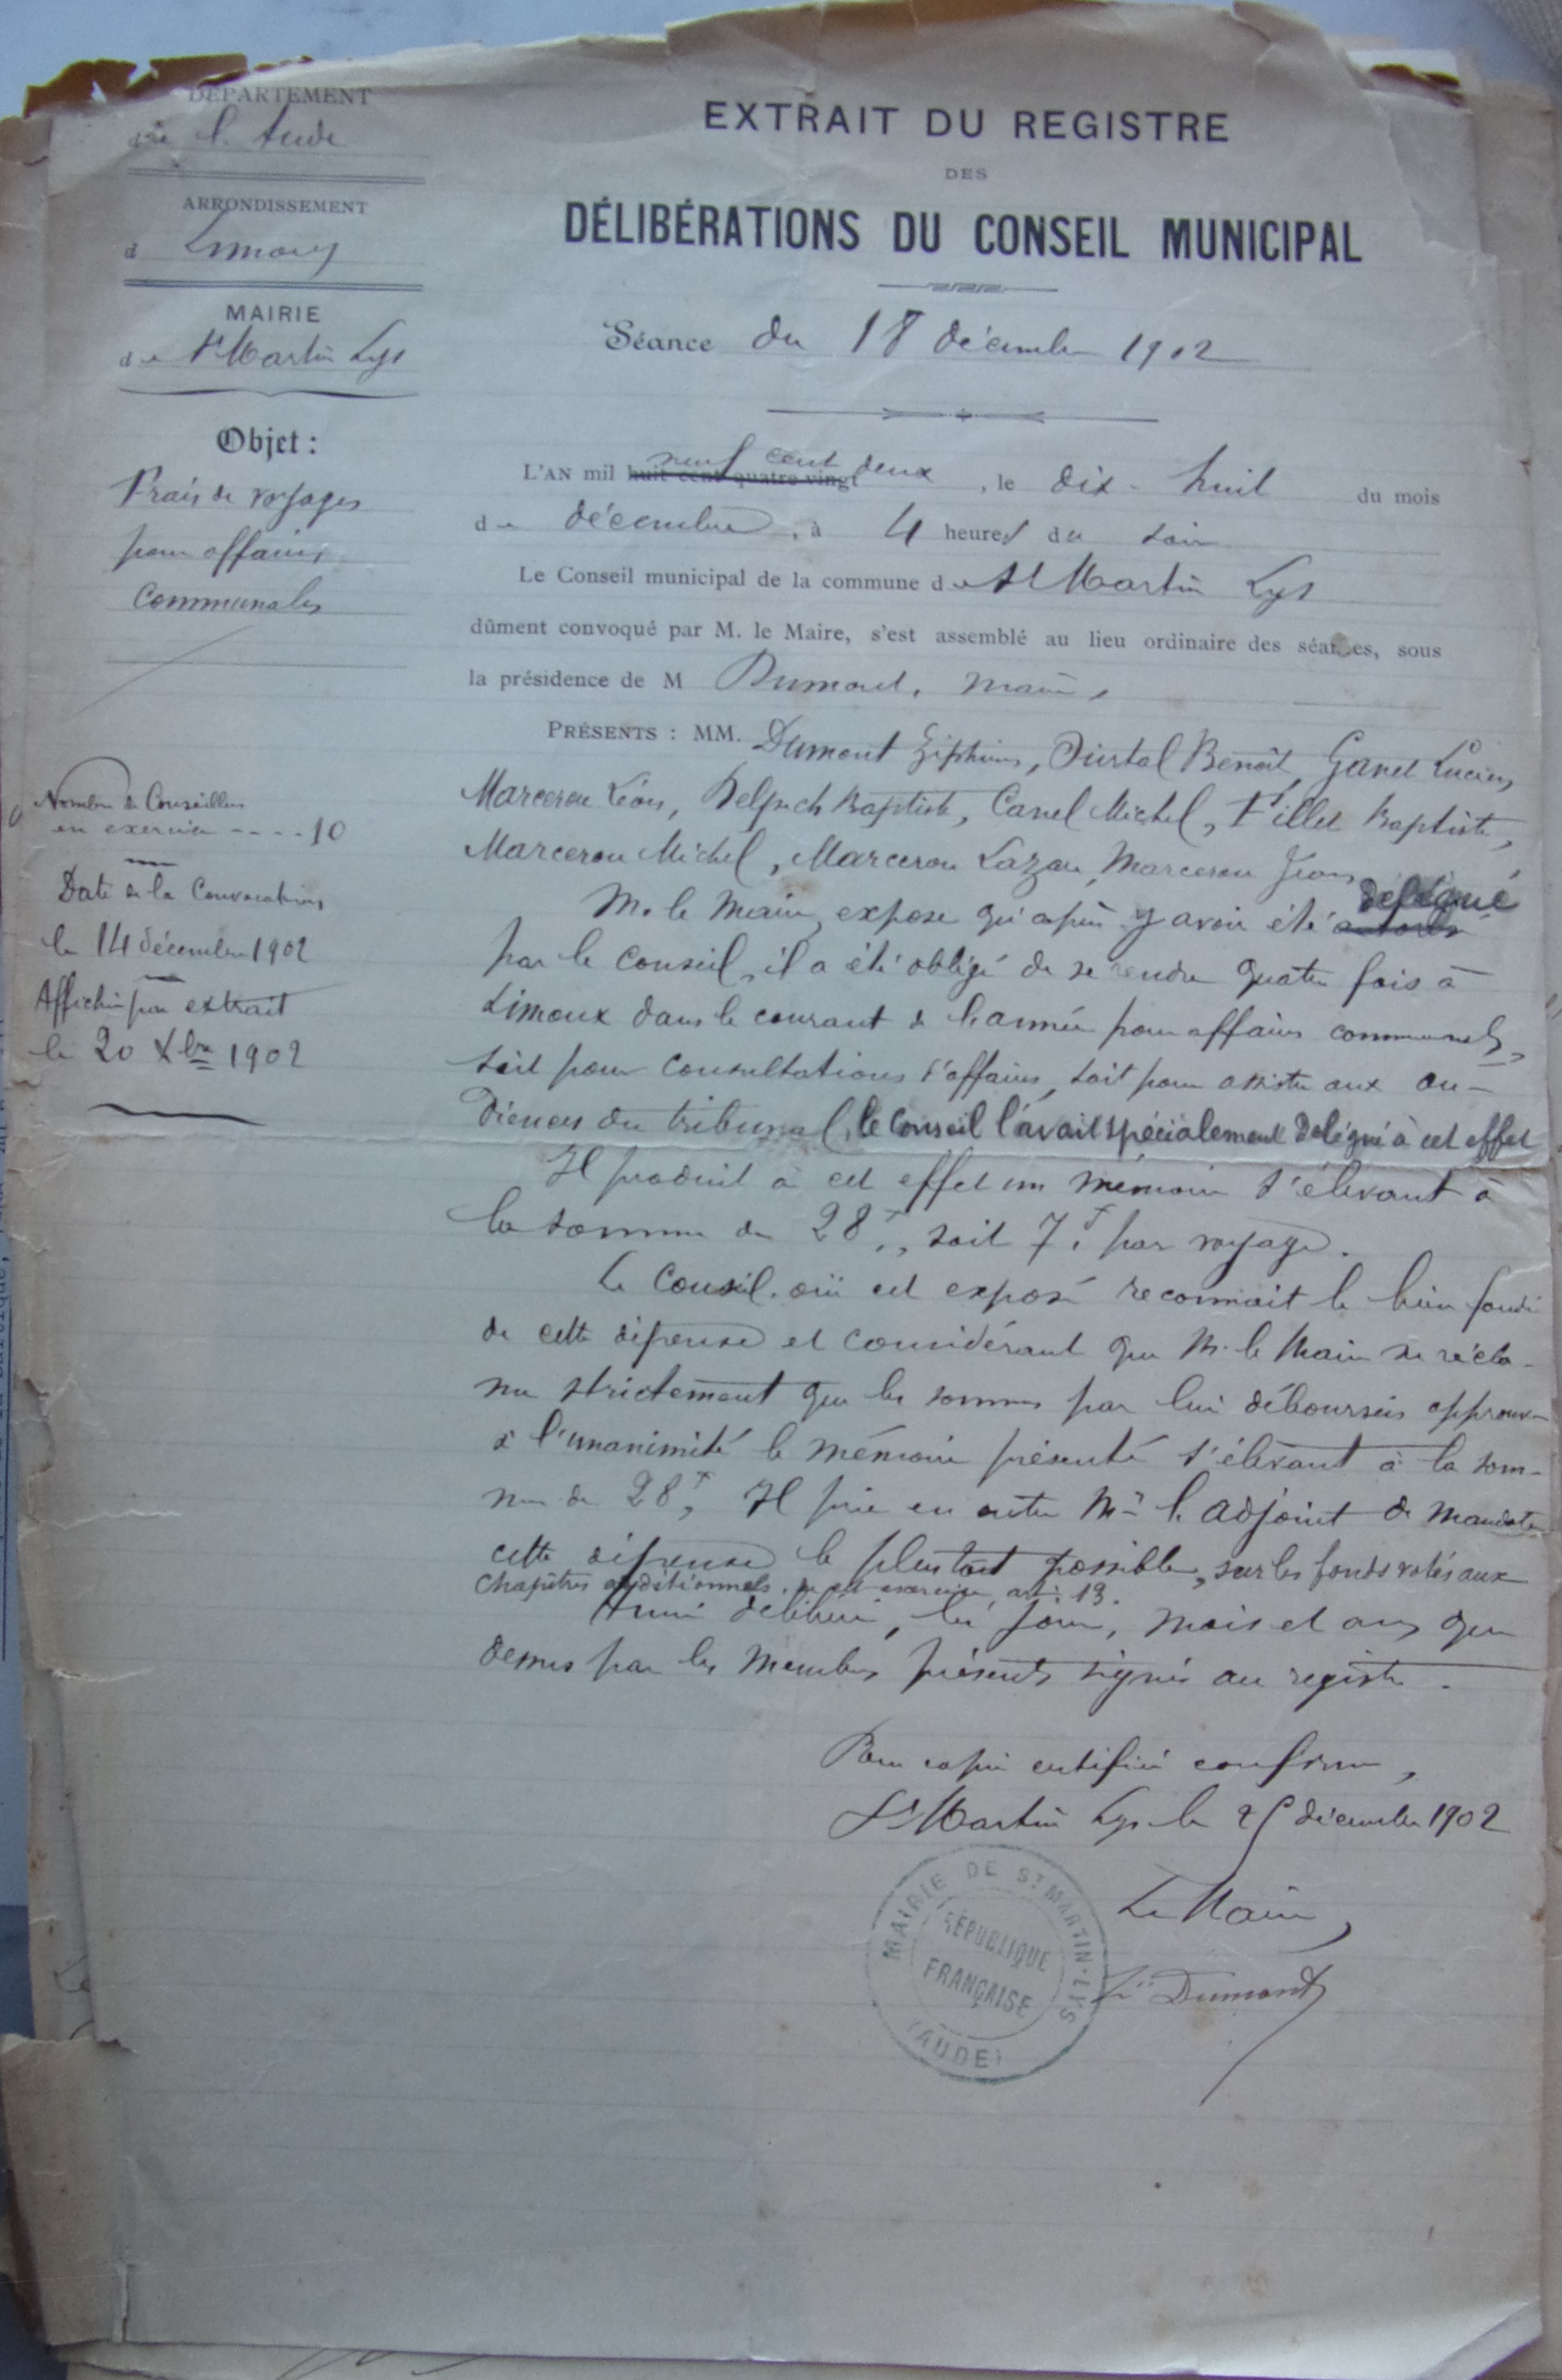 DÉPARTEMENT
de l'Aude
ARRONDISSEMENT
d Limoux
MAIRIE
de St Martin Lys
Objet :
Frais de voyages
pour affaires
communales
Nombre de Conseillers
en exercice ---- 10
Date de la Convocation
le 14 décembre 1902
Affiché par extrait
le 20 Xbre 1902
EXTRAIT DU REGISTRE
DES
DÉLIBÉRATIONS DU CONSEIL MUNICIPAL
Séance du 18 décembre 1902
neuf cent
L'AN mil huit cent quatre vingt deux, le dix-huit du mois
de décembre, à 4 heures du soir
Le Conseil municipal de la commune de St Martin Lys
dûment convoqué par M. le Maire, s'est assemblé au lieu ordinaire des séances, sous
la présidence de M Dumont, maire,
PRÉSENTS : MM. Dumont Benoît, Lucien,
Marcerou Léon, Delpech Baptiste, Canel Michel, Baptiste,
Marcerou Michel, Marcerou Lazare, Marcerou Jean
délégué
M. le Maire, expose qu'après y avoir été
par le Conseil, il a été obligé de se rendre quatre fois à
Limoux dans le courant de l'année pour affaires communales,
soit pour consultations d'affaires, soit pour assister aux au-
diences du tribunal, le Conseil l'avait spécialement délégué à cet effet
Il produit à cet effet un mémoire s'élevant à
la somme de 28f, soit 7f par voyage.
Le Conseil, ouï cet exposé reconnait le bien fondé
de cette dépense et considérant que M. le Maire ne récla-
me strictement que les sommes par lui déboursées approuve
à l'unanimité le mémoire présenté s'élevant à la som-
me de 28f, Il prie en outre Mr l'adjoint de mandater
cette dépense le plus tôt possible, sur les fonds votés aux
Chapitres additionnels, du dit exercice, art. 13.
Ainsi délibéré, les jour, mois et an que
dessus par les membres présents signés au registre.
Pour copie certifiée conforme,
St Martin Lys le 25 décembre 1902
Le Maire,
Dumont
MAIRIE DE ST MARTIN-LYS
RÉPUBLIQUE
FRANÇAISE
(AUDE)